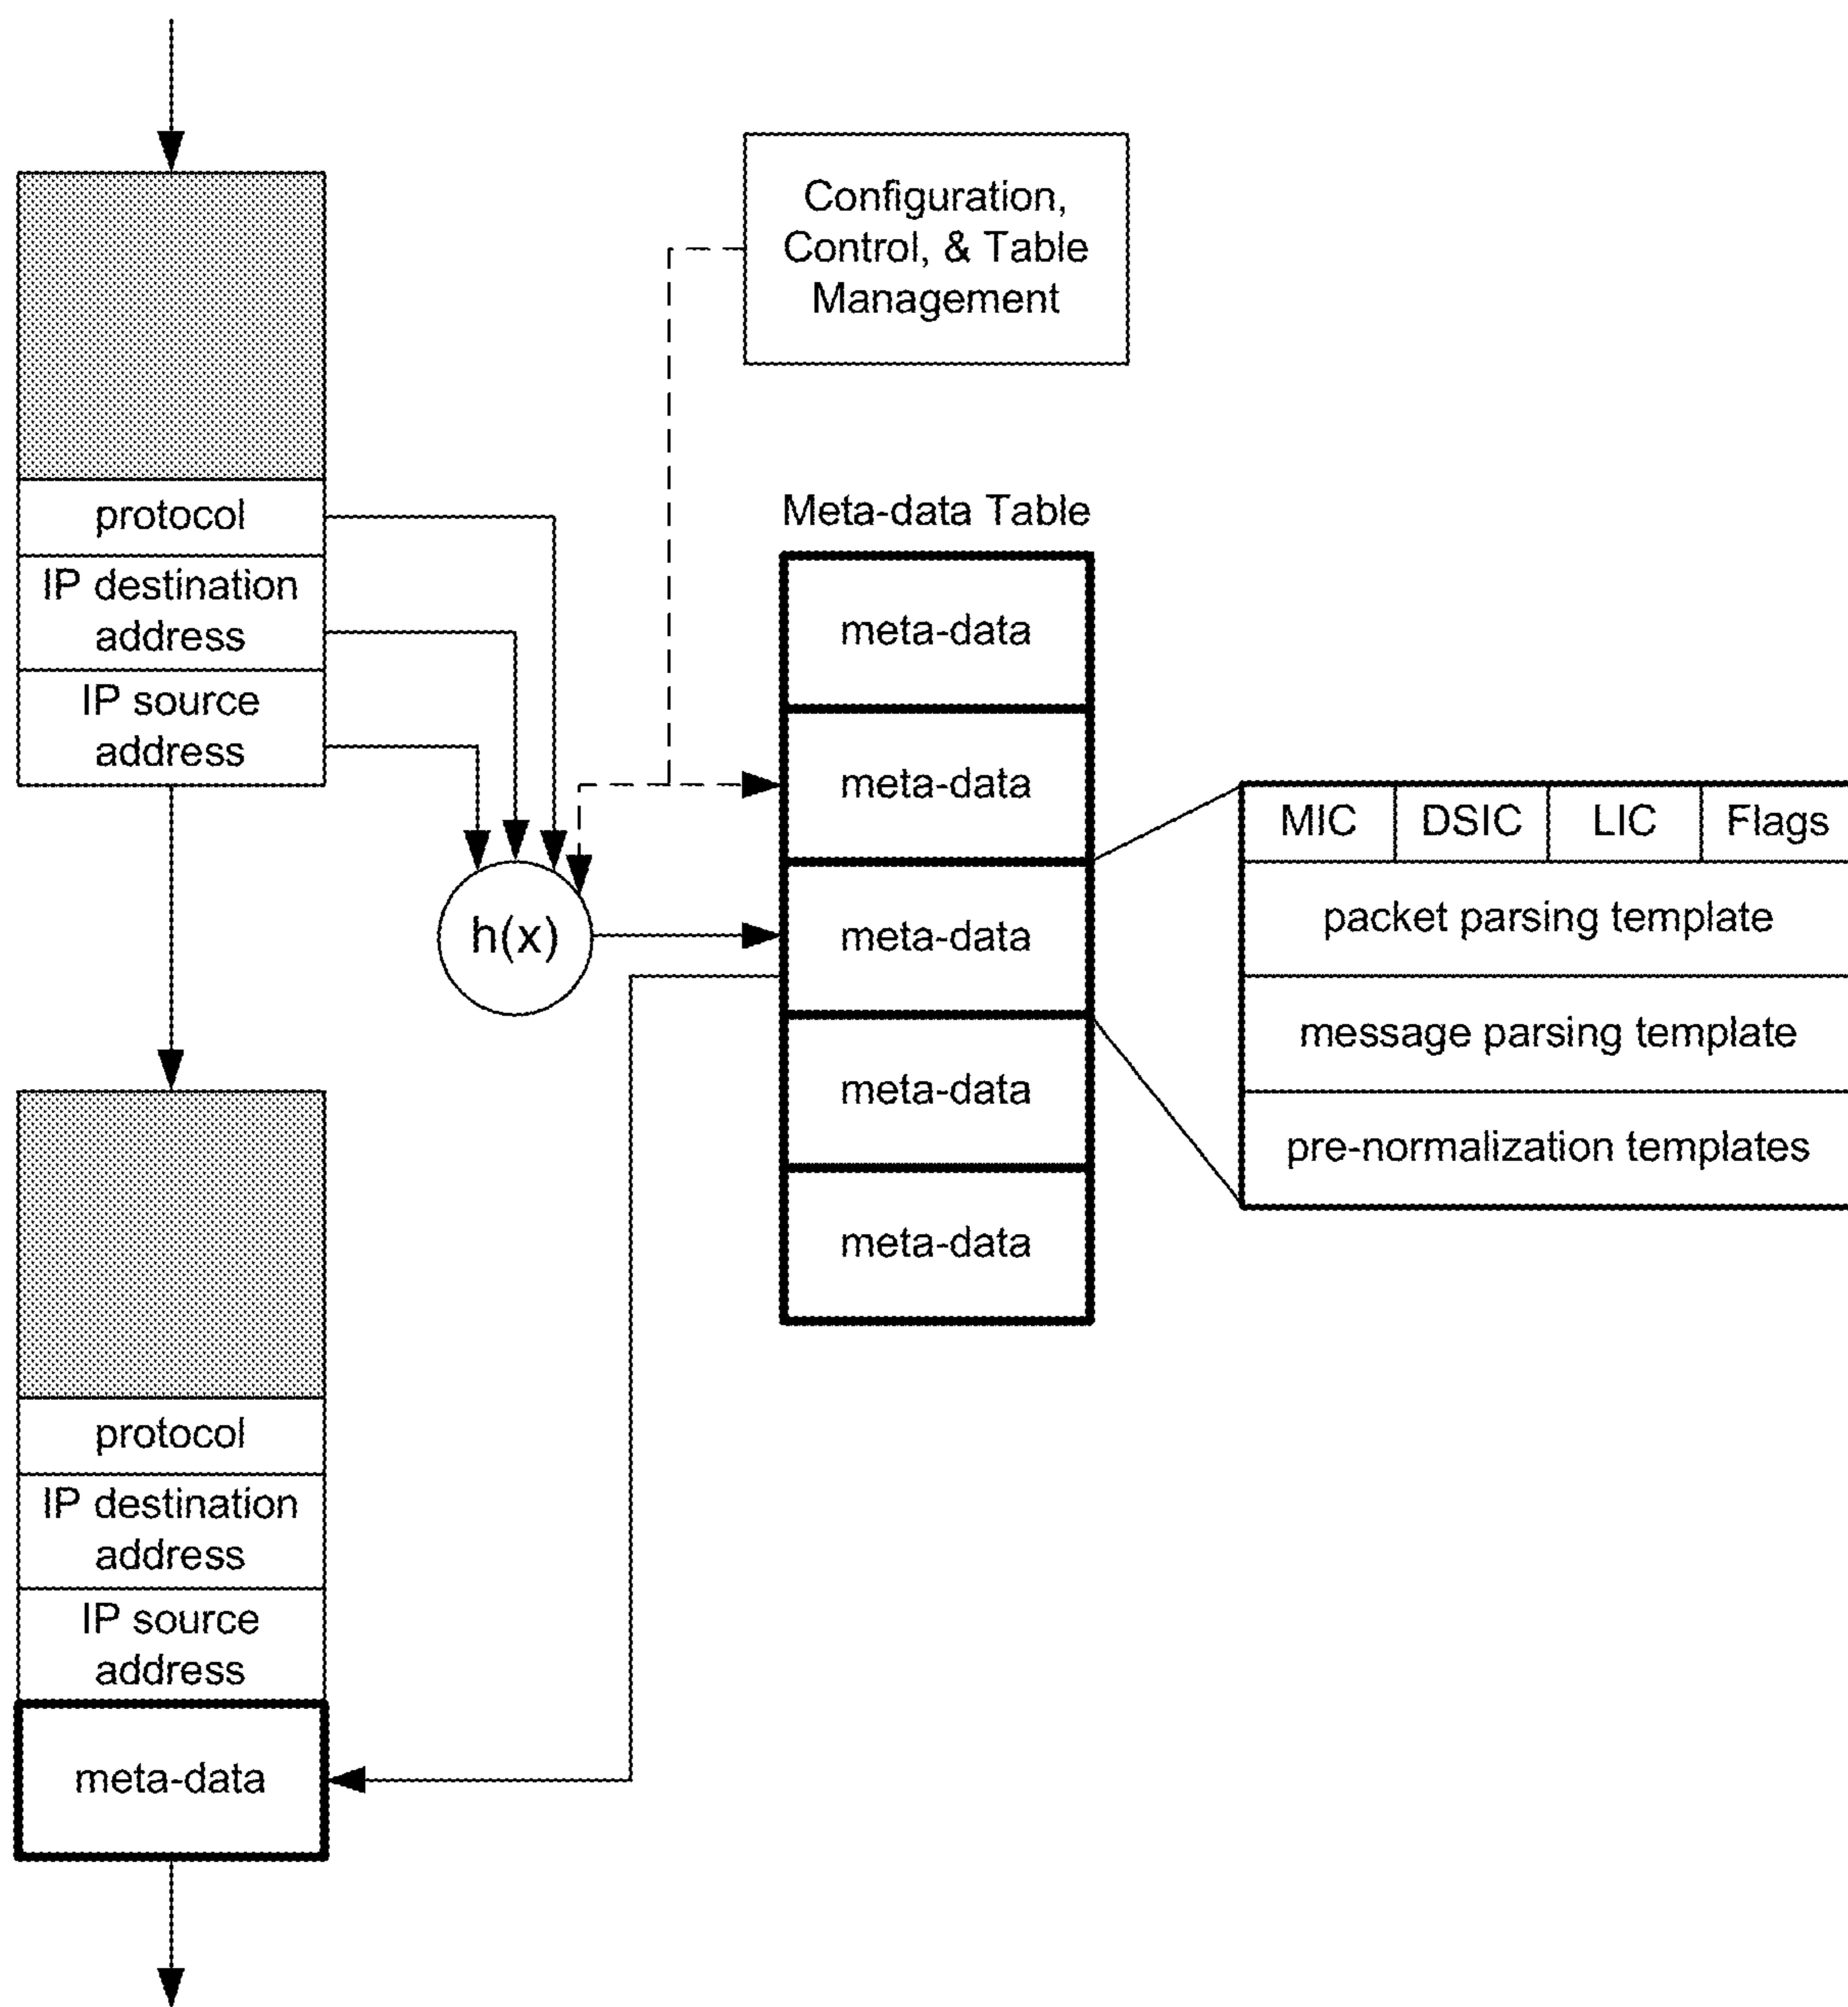 Configuration,
Control, & Table
Management
protocol
IP destination
address
IP source
address
h(x)
Meta-data Table
meta-data
meta-data
meta-data
meta-data
meta-data
MIC DSIC LIC Flags
packet parsing template
message parsing template
pre-normalization templates
protocol
IP destination
address
IP source
address
meta-data